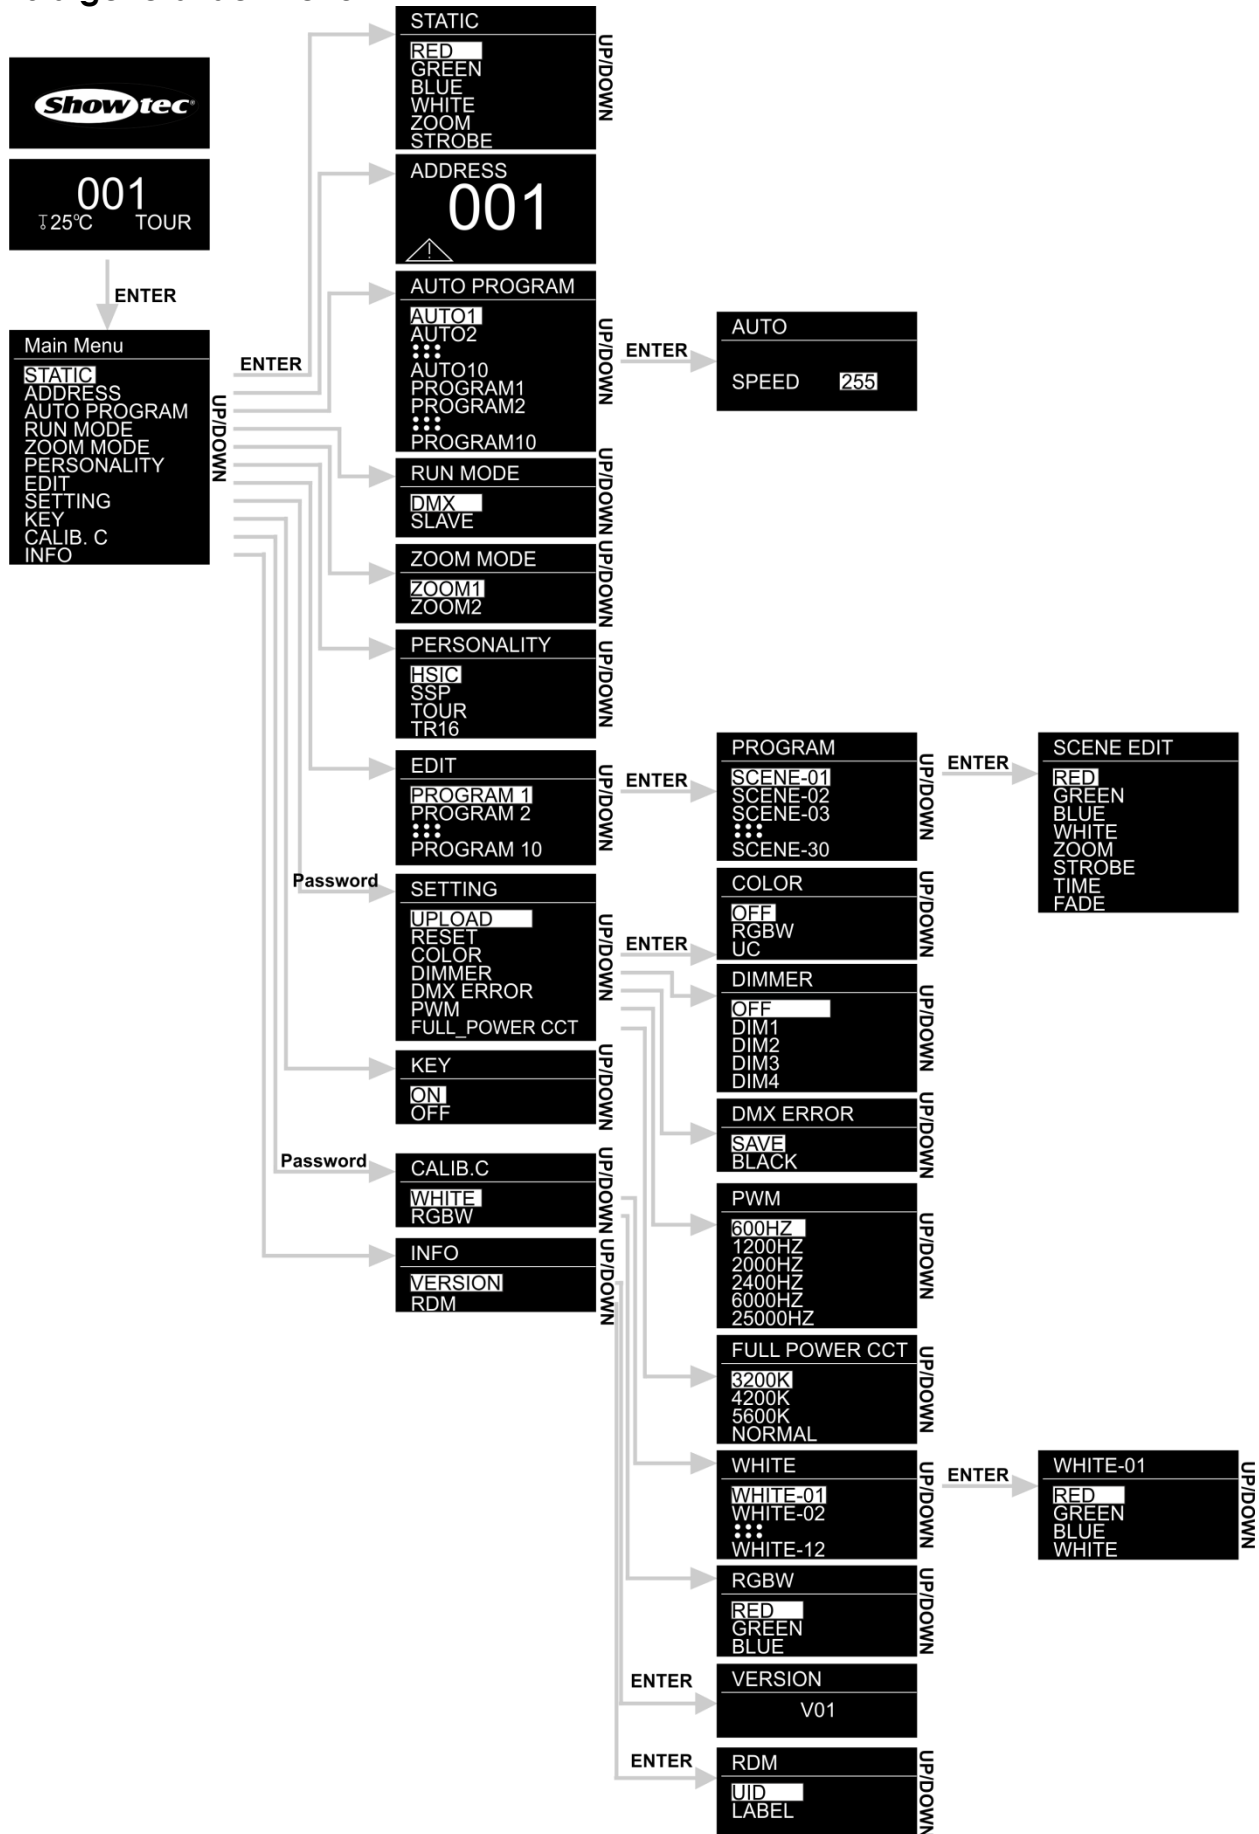 STATIC
RED
GREEN
BLUE
WHITE
ZOOM
STROBE
UP/DOWN
Showtec®
001
25°C TOUR
ENTER
ADDRESS
001
!
Main Menu
STATIC
ADDRESS
AUTO PROGRAM
RUN MODE
ZOOM MODE
PERSONALITY
EDIT
SETTING
KEY
CALIB. C
INFO
UP/DOWN
ENTER
AUTO PROGRAM
AUTO1
AUTO2
AUTO10
PROGRAM1
PROGRAM2
PROGRAM10
UP/DOWN
ENTER
AUTO
SPEED 255
RUN MODE
DMX
SLAVE
UP/DOWN
ZOOM MODE
ZOOM1
ZOOM2
UP/DOWN
PERSONALITY
HSIC
SSP
TOUR
TR16
UP/DOWN
EDIT
PROGRAM 1
PROGRAM 2
PROGRAM 10
UP/DOWN
ENTER
PROGRAM
SCENE-01
SCENE-02
SCENE-03
SCENE-30
UP/DOWN
ENTER
SCENE EDIT
RED
GREEN
BLUE
WHITE
ZOOM
STROBE
TIME
FADE
Password
SETTING
UPLOAD
RESET
COLOR
DIMMER
DMX ERROR
PWM
FULL_POWER CCT
UP/DOWN
ENTER
COLOR
OFF
RGBW
UC
UP/DOWN
DIMMER
OFF
DIM1
DIM2
DIM3
DIM4
UP/DOWN
KEY
ON
OFF
UP/DOWN
DMX ERROR
SAVE
BLACK
UP/DOWN
Password
CALIB.C
WHITE
RGBW
UP/DOWN
PWM
600HZ
1200HZ
2000HZ
2400HZ
6000HZ
25000HZ
UP/DOWN
INFO
VERSION
RDM
UP/DOWN
FULL POWER CCT
3200K
4200K
5600K
NORMAL
UP/DOWN
WHITE
WHITE-01
WHITE-02
WHITE-12
UP/DOWN
ENTER
WHITE-01
RED
GREEN
BLUE
WHITE
UP/DOWN
RGBW
RED
GREEN
BLUE
UP/DOWN
ENTER
VERSION
V01
ENTER
RDM
UID
LABEL
UP/DOWN